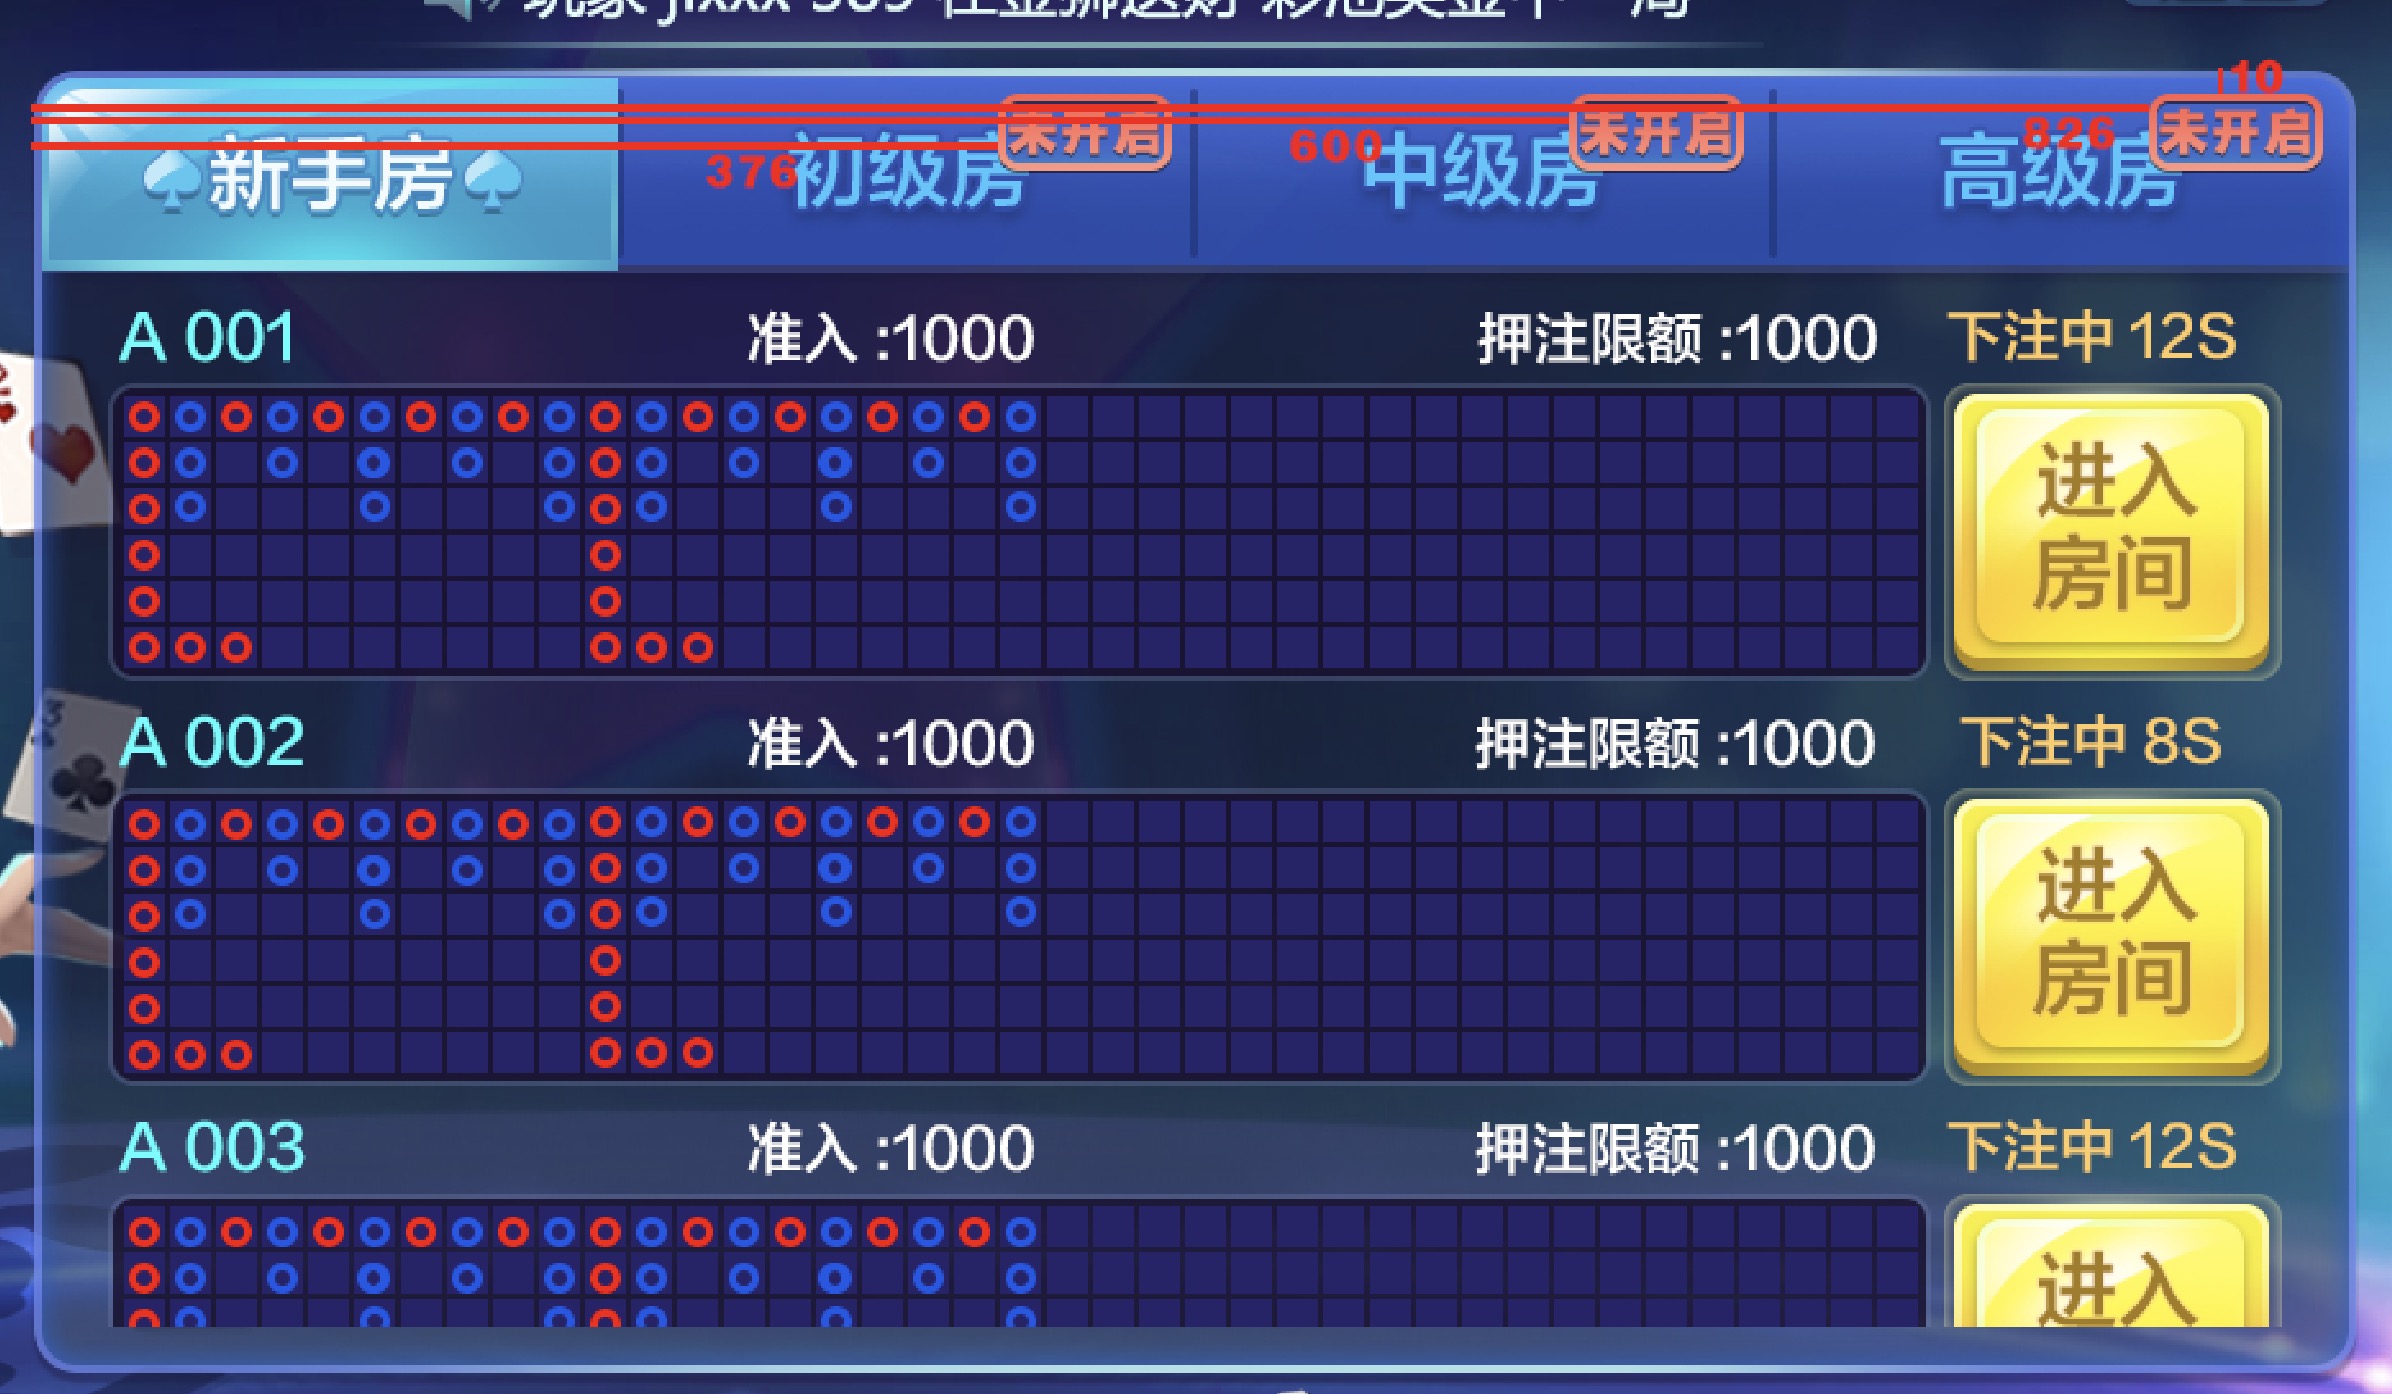 新手房
初级房
中级房
高级房
未开启
未开启
未开启
376
600
826
10
A 001 准入 :1000 押注限额 :1000 下注中 12S
进入
房间
A 002 准入 :1000 押注限额 :1000 下注中 8S
进入
房间
A 003 准入 :1000 押注限额 :1000 下注中 12S
进入
3